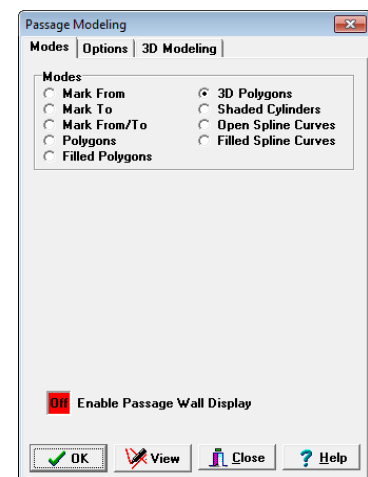 Passage Modeling
Modes Options 3D Modeling
Modes
Mark From
Mark To
Mark From/To
Polygons
Filled Polygons
3D Polygons
Shaded Cylinders
Open Spline Curves
Filled Spline Curves
Off Enable Passage Wall Display
OK View Close Help